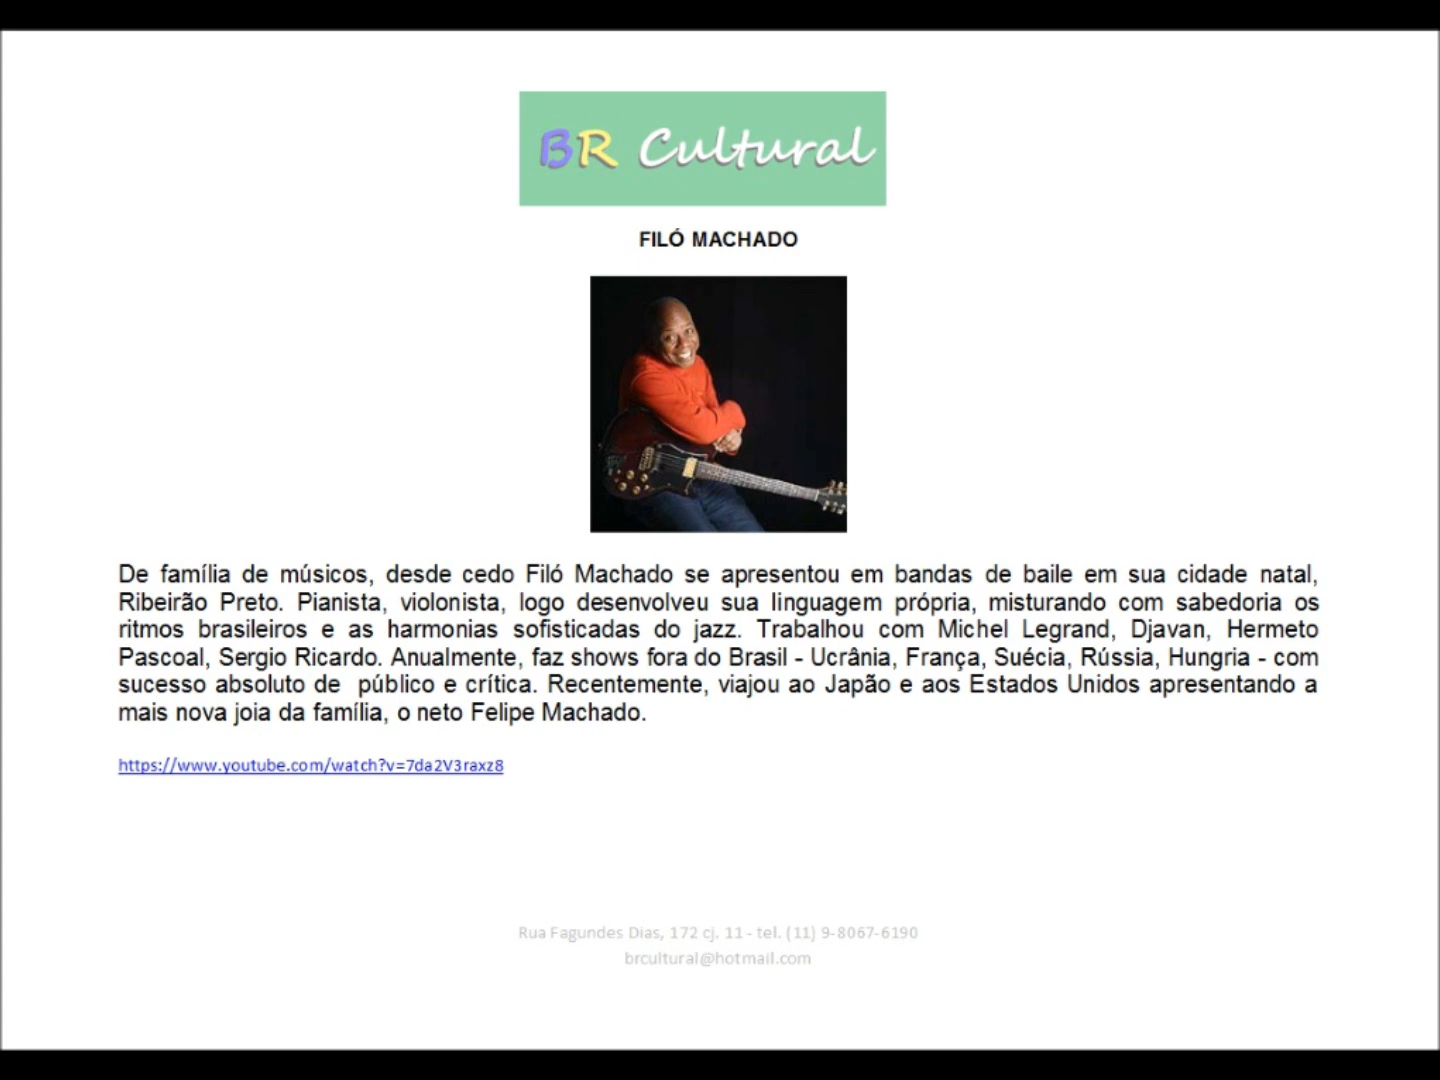 BR Cultural
FILÓ MACHADO
De família de músicos, desde cedo Filó Machado se apresentou em bandas de baile em sua cidade natal,
Ribeirão Preto. Pianista, violonista, logo desenvolveu sua linguagem própria, misturando com sabedoria os
ritmos brasileiros e as harmonias sofisticadas do jazz. Trabalhou com Michel Legrand, Djavan, Hermeto
Pascoal, Sergio Ricardo. Anualmente, faz shows fora do Brasil - Ucrânia, França, Suécia, Rússia, Hungria - com
sucesso absoluto de  público e crítica. Recentemente, viajou ao Japão e aos Estados Unidos apresentando a
mais nova joia da família, o neto Felipe Machado.
https://www.youtube.com/watch?v=7da2V3raxz8
Rua Fagundes Dias, 172 cj. 11 - tel. (11) 9-8067-6190
brcultural@hotmail.com